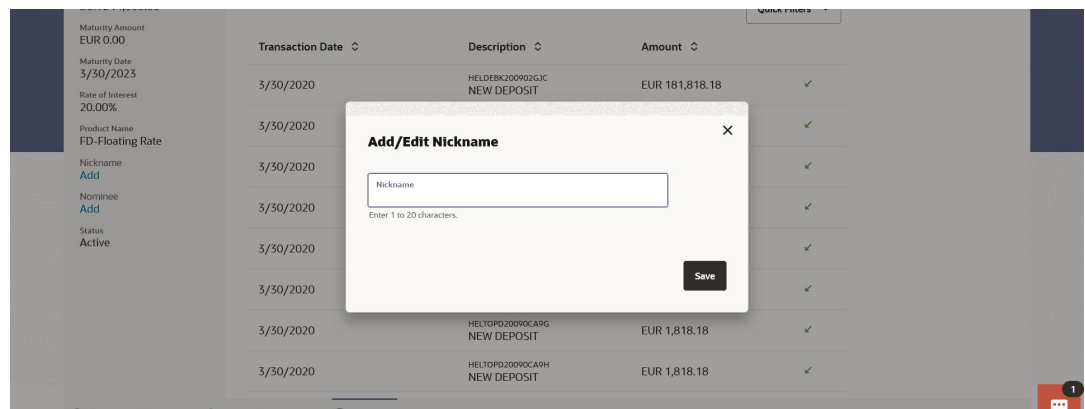 Quick Filters
Maturity Amount
EUR 0.00
Maturity Date
3/30/2023
Rate of Interest
20.00%
Product Name
FD-Floating Rate
Nickname
Add
Nominee
Add
Status
Active
Transaction Date Description Amount
3/30/2020 HELDEBK200902GJC NEW DEPOSIT EUR 181,818.18
3/30/2020
3/30/2020
3/30/2020
3/30/2020
3/30/2020
3/30/2020 HELTOPD20090CA9G NEW DEPOSIT EUR 1,818.18
3/30/2020 HELTOPD20090CA9H NEW DEPOSIT EUR 1,818.18
Add/Edit Nickname
Nickname
Enter 1 to 20 characters.
Save
1